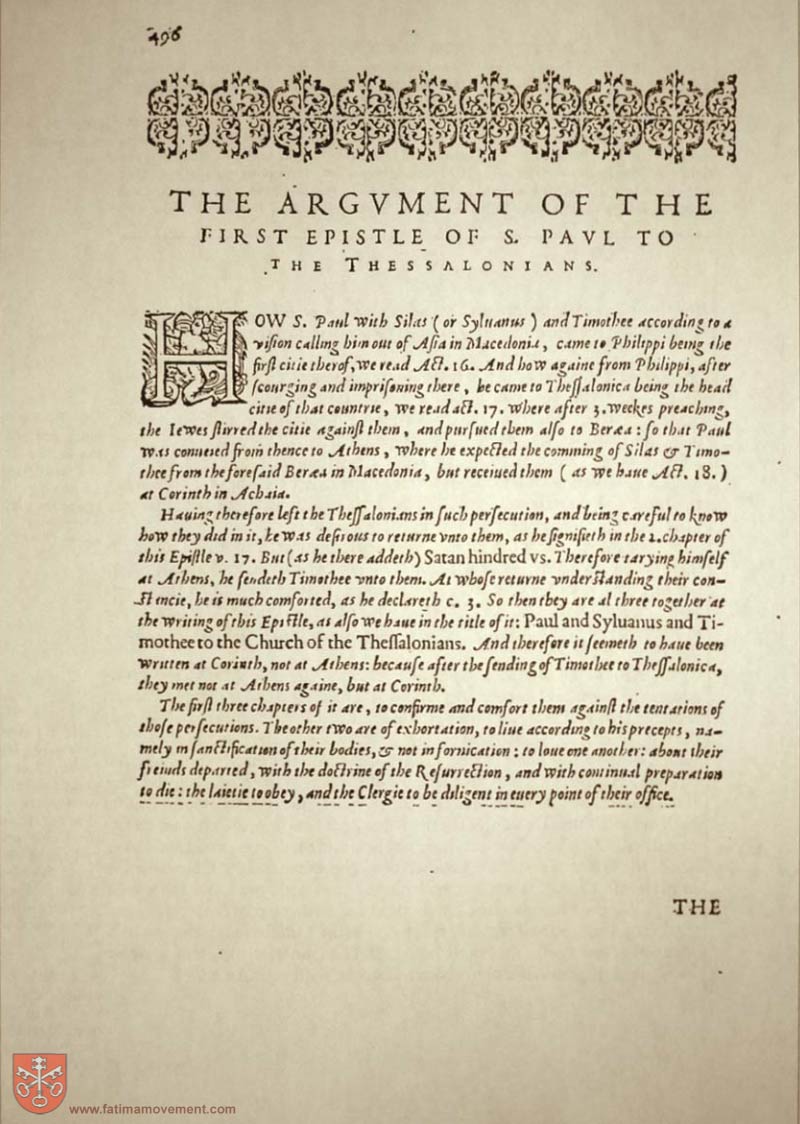 496
THE ARGVMENT OF THE
FIRST EPISTLE OF S. PAVL TO
THE THESSALONIANS.
HOW S. Paul with Silas (or Syluanus) and Timothee according to a
viſion calling him out of Aſia in Macedonia, came to Philippi being the
firſt citie therof, we read Act. 16. And how againe from Philippi, after
ſcourging and impriſoning there, he came to Theſſalonica being the head
citie of that countrie, we read act. 17. Where after 3. weekes preaching,
the Iewes ſtirred the citie againſt them, and purſued them alſo to Beræa: ſo that Paul
was conueied from thence to Athens, where he expected the comming of Silas & Timo-
thee from the foreſaid Beræa in Macedonia, but receiued them (as we haue Act. 18.)
at Corinth in Achaia.
Hauing therefore left the Theſſalonians in ſuch perſecution, and being careful to know
how they did in it, he was deſirous to returne vnto them, as he ſignifieth in the 2. chapter of
this Epiſtle v. 17. But (as he there addeth) Satan hindred vs. Therefore tarying himſelf
at Athens, he ſendeth Timothee vnto them. At whoſe returne vnderſtanding their con-
ſtancie, he is much comforted, as he declareth c. 3. So then they are al three together at
the writing of this Epiſtle, as alſo we haue in the title of it: Paul and Syluanus and Ti-
mothee to the Church of the Theſſalonians. And therefore it ſeemeth to haue been
written at Corinth, not at Athens: becauſe after the ſending of Timothee to Theſſalonica,
they met not at Athens againe, but at Corinth.
The firſt three chapters of it are, to confirme and comfort them againſt the tentations of
thoſe perſecutions. The other two are of exhortation, to liue according to his precepts, na-
mely in ſanctification of their bodies, & not in fornication: to loue one another: about their
freinds departed, with the doctrine of the Reſurrection, and with continual preparation
to die: the laietie to obey, and the Clergie to be diligent in euery point of their office.
THE
www.fatimamovement.com